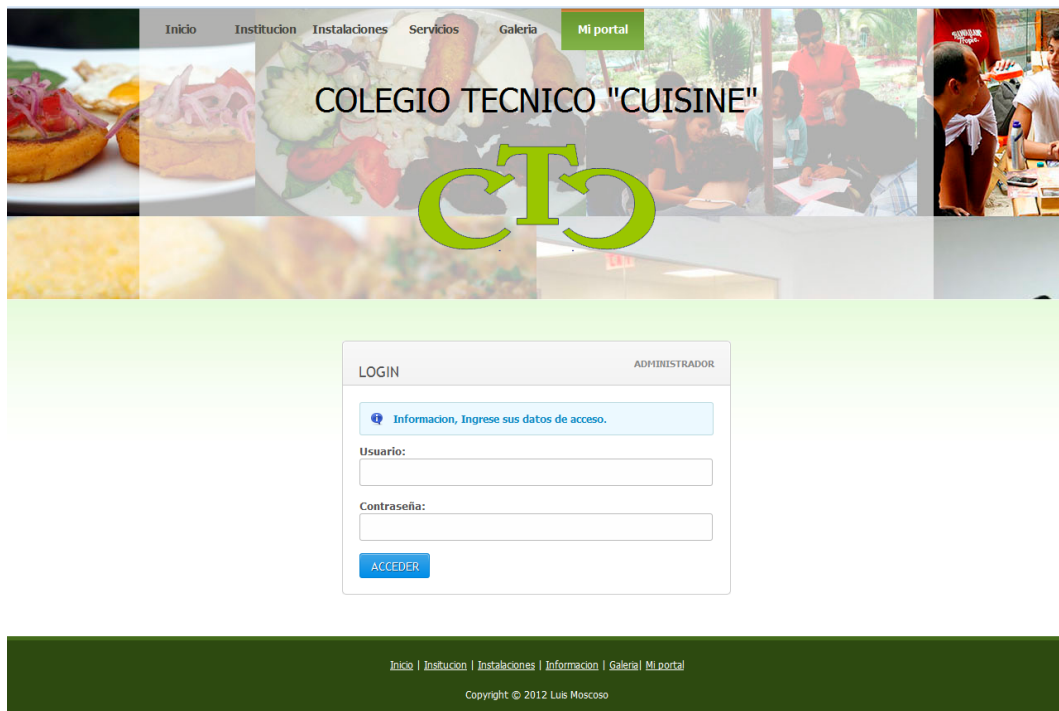 Inicio Institucion Instalaciones Servicios Galeria Mi portal
COLEGIO TECNICO "CUISINE"
CTC
LOGIN ADMINISTRADOR
Informacion, Ingrese sus datos de acceso.
Usuario:
Contraseña:
ACCEDER
Inicio | Insitucion | Instalaciones | Informacion | Galeria| Mi portal
Copyright © 2012 Luis Moscoso